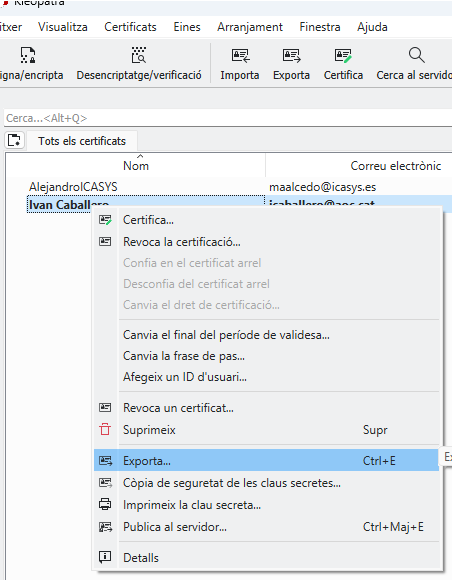 Kleopatra
itxer Visualitza Certificats Eines Arranjament Finestra Ajuda
igna/encripta Desencriptatge/verificació Importa Exporta Certifica Cerca al servido
Cerca...<Alt+Q>
Tots els certificats
Nom Correu electrònic
AlejandroICASYS maalcedo@icasys.es
Ivan Caballero icaballero@aoc.cat
Certifica...
Revoca la certificació...
Confia en el certificat arrel
Desconfia del certificat arrel
Canvia el dret de certificació...
Canvia el final del període de validesa...
Canvia la frase de pas...
Afegeix un ID d'usuari...
Revoca un certificat...
Suprimeix Supr
Exporta... Ctrl+E
Còpia de seguretat de les claus secretes...
Imprimeix la clau secreta...
Publica al servidor... Ctrl+Maj+E
Detalls